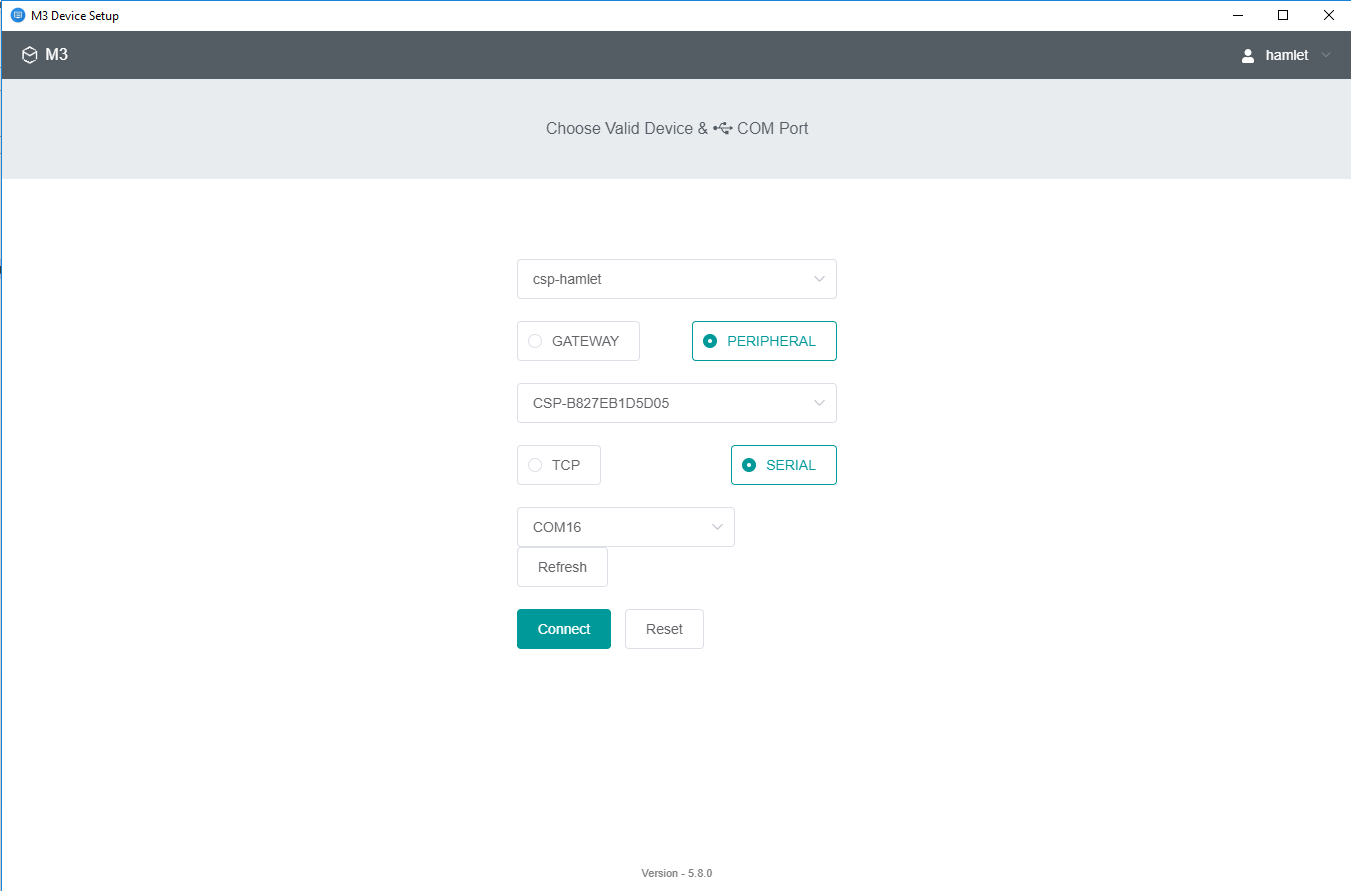 M3 Device Setup
M3
hamlet
Choose Valid Device & COM Port
csp-hamlet
GATEWAY PERIPHERAL
CSP-B827EB1D5D05
TCP SERIAL
COM16
Refresh
Connect Reset
Version - 5.8.0